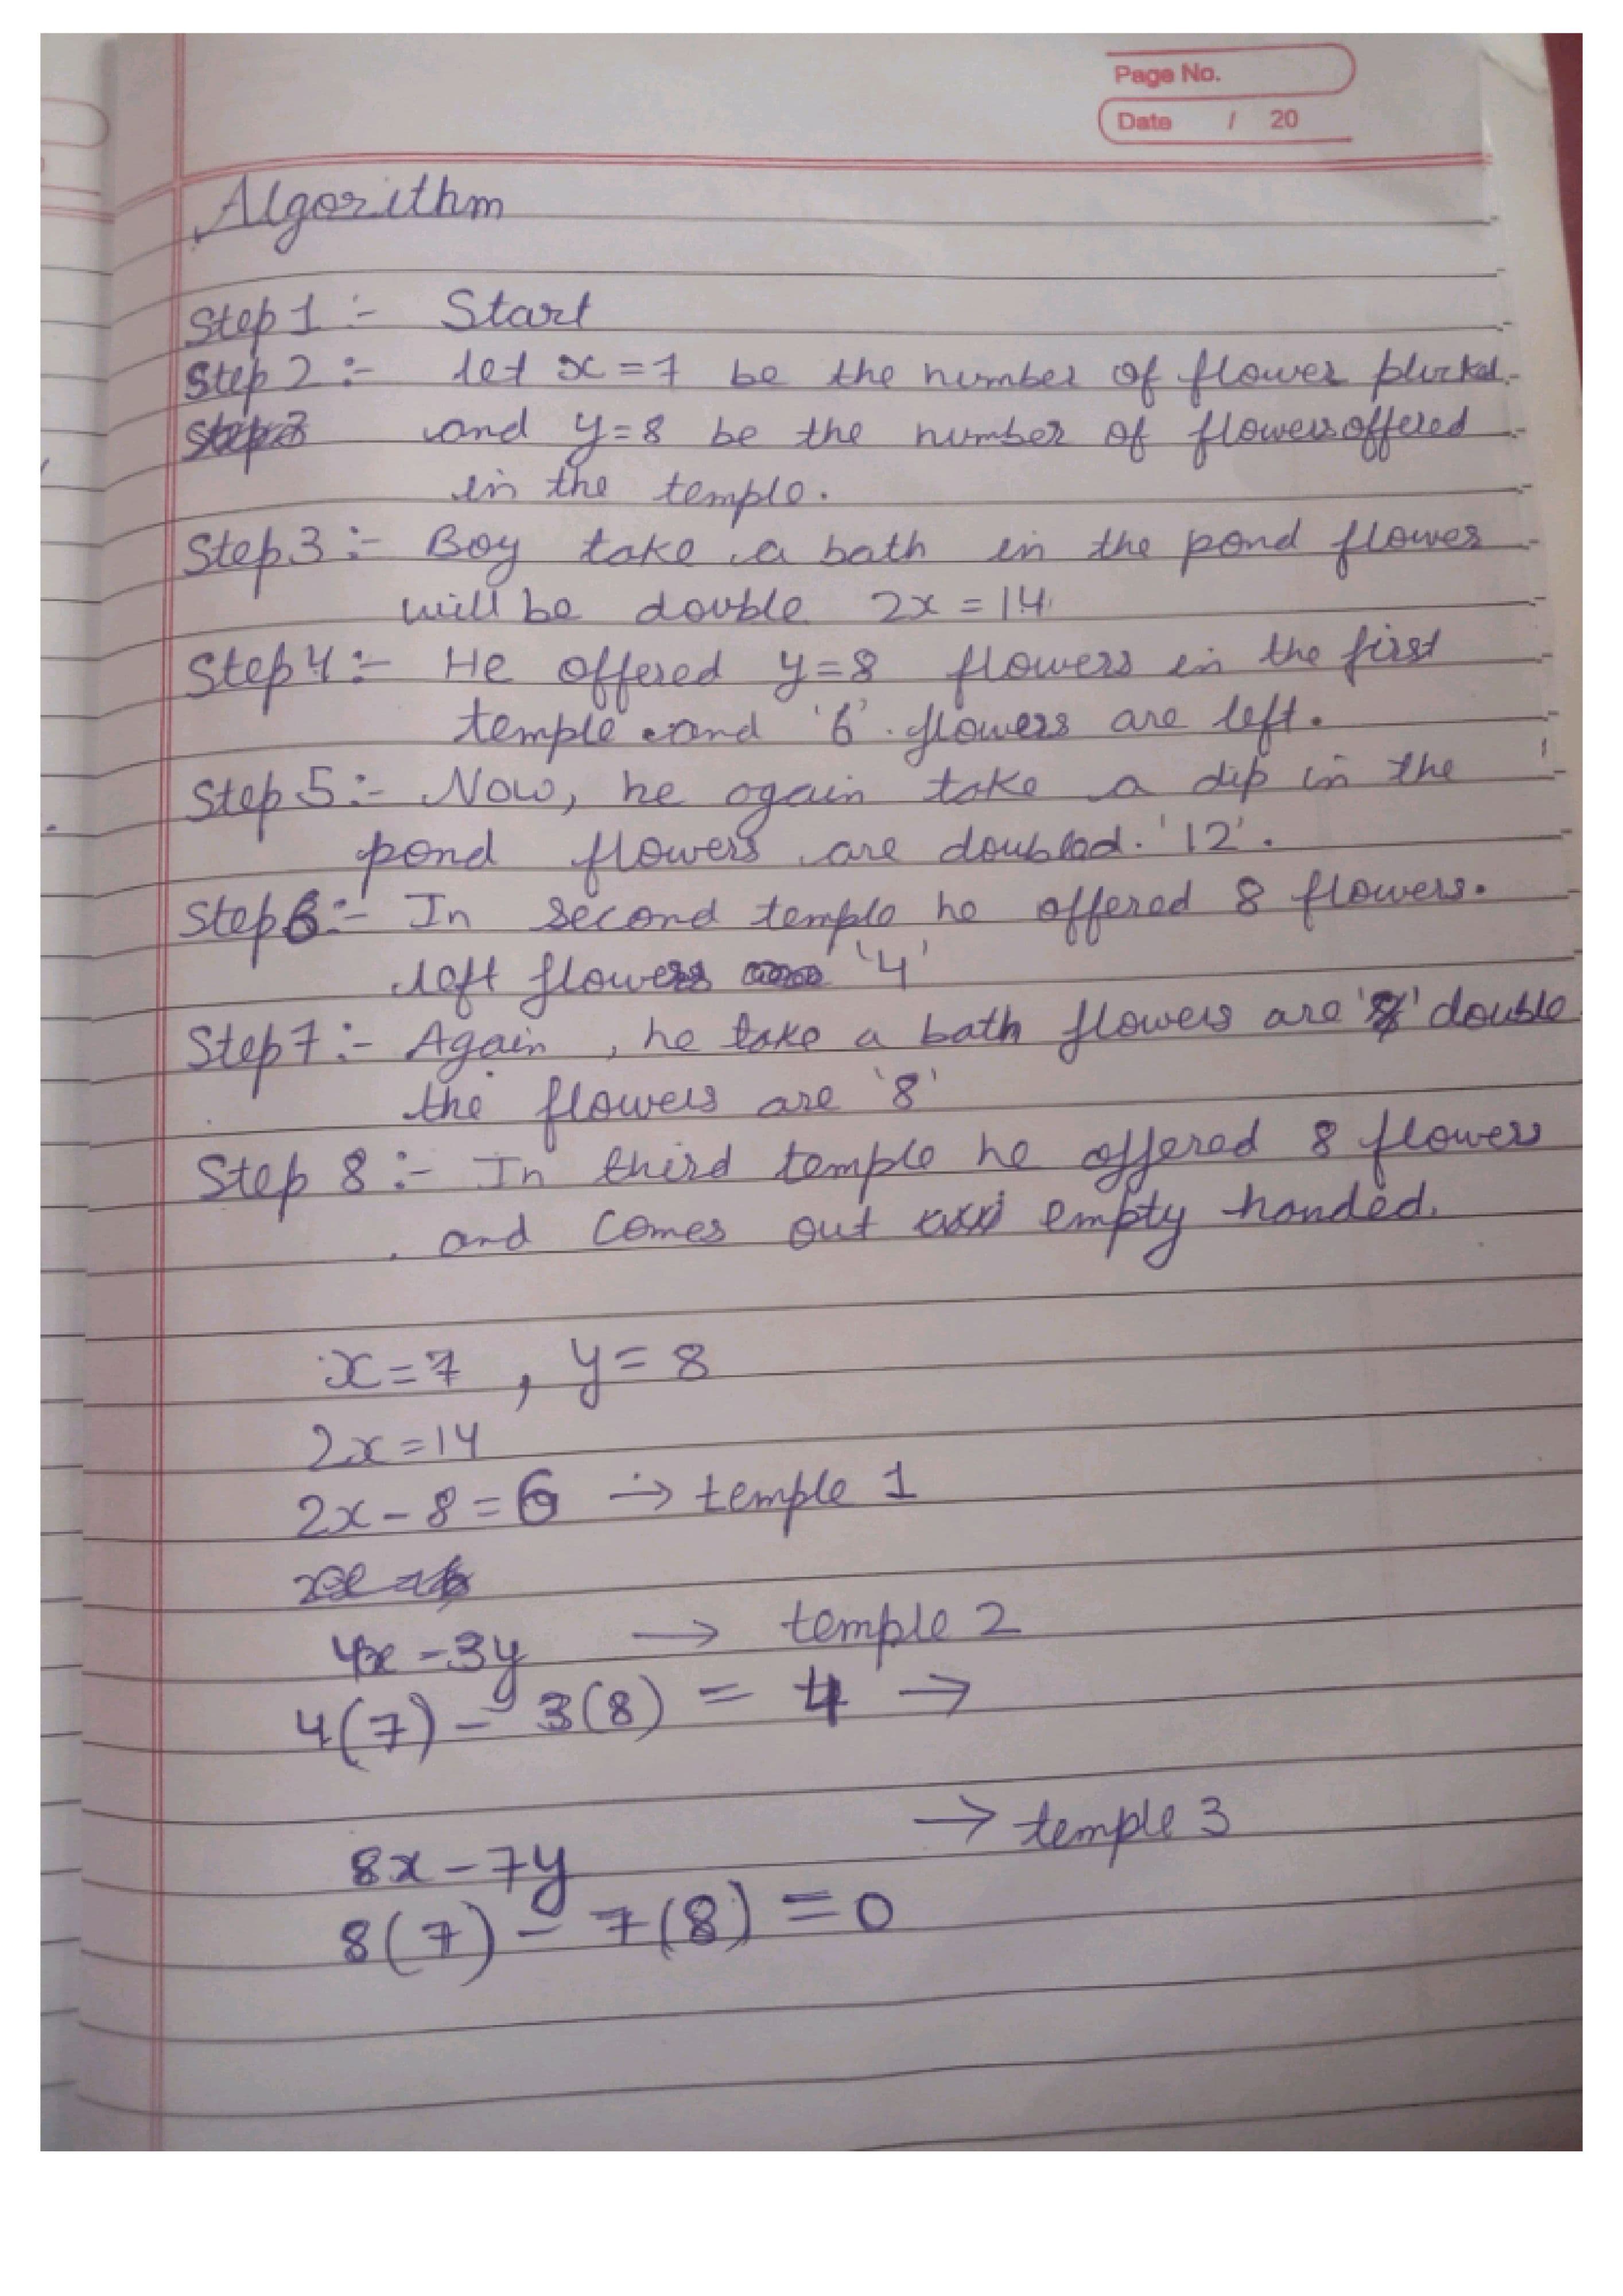 Page No.
Date / 20
Algorithm
Step 1 :- Start
Step 2 :- let x = 7 be the number of flower plucked.
and y = 8 be the number of flowers offered
in the temple.
Step 3 :- Boy take a bath in the pond flower
will be double 2x = 14
Step 4 :- He offered y = 8 flowers in the first
temple and '6' flowers are left.
Step 5 :- Now, he again take a dip in the
pond flowers are doubled. '12'.
Step 6 :- In second temple he offered 8 flowers.
left flowers '4'
Step 7 :- Again, he take a bath flowers are double
the flowers are '8'
Step 8 :- In third temple he offered 8 flowers
and comes out empty handed.
x = 7 , y = 8
2x = 14
2x - 8 = 6 → temple 1
4x - 3y → temple 2
4(7) - 3(8) = 4 →
→ temple 3
8x - 7y
8(7) - 7(8) = 0